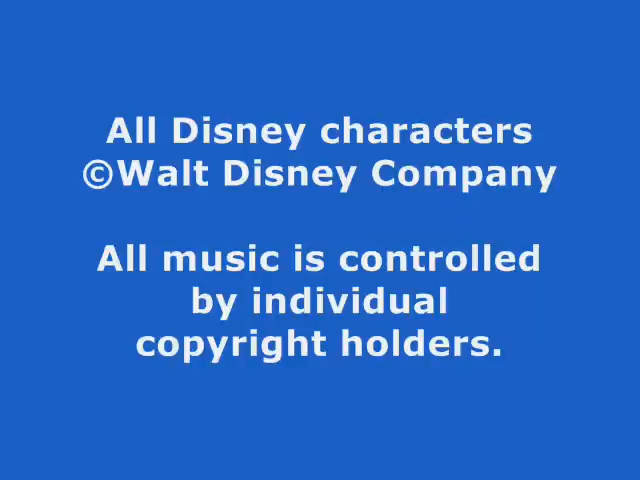 All Disney characters
©Walt Disney Company
All music is controlled
by individual
copyright holders.